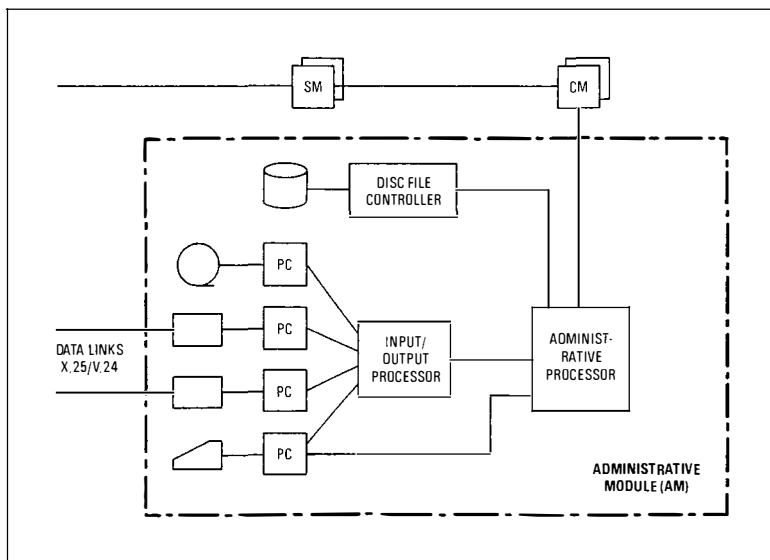 SM
CM
DISC FILE
CONTROLLER
PC
PC
DATA LINKS
X.25/V.24
INPUT/
OUTPUT
PROCESSOR
ADMINIST-
RATIVE
PROCESSOR
PC
PC
ADMINISTRATIVE
MODULE (AM)